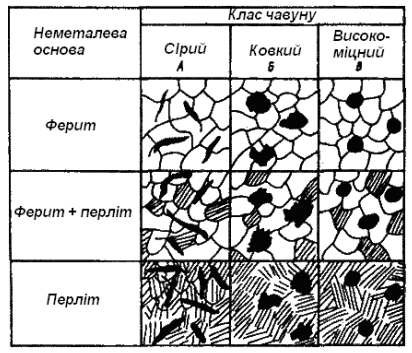 Неметалева основа
Клас чавуну
Сірий
А
Ковкий
Б
Високо-
міцний
В
Ферит
Ферит + перліт
Перліт